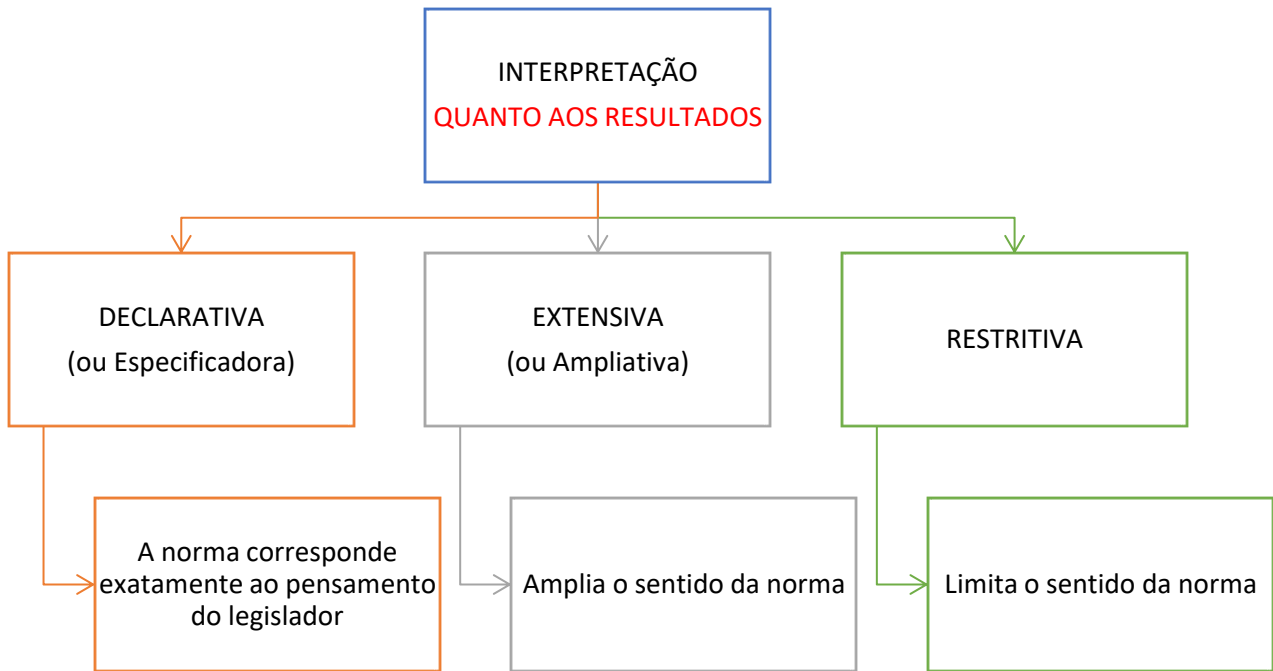 INTERPRETAÇÃO
QUANTO AOS RESULTADOS
DECLARATIVA
(ou Especificadora)
EXTENSIVA
(ou Ampliativa)
RESTRITIVA
A norma corresponde
exatamente ao pensamento
do legislador
Amplia o sentido da norma
Limita o sentido da norma